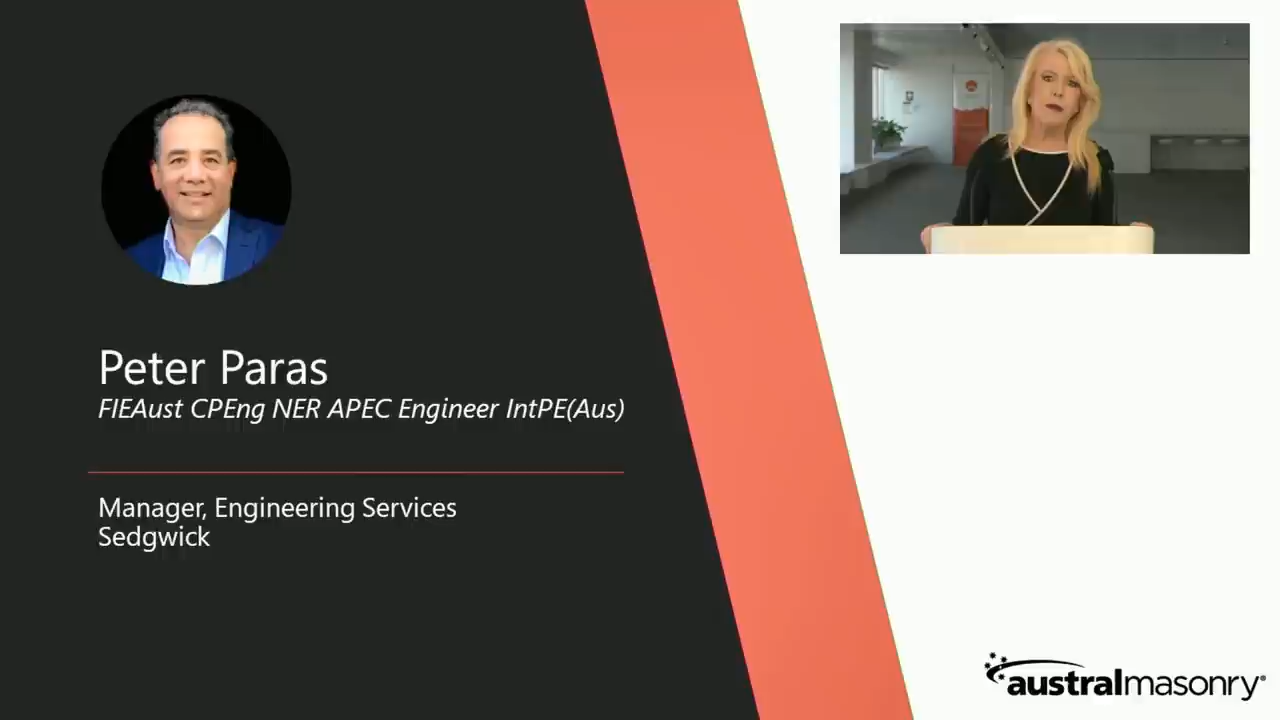 Peter Paras
FIEAust CPEng NER APEC Engineer IntPE(Aus)
Manager, Engineering Services
Sedgwick
australmasonry®